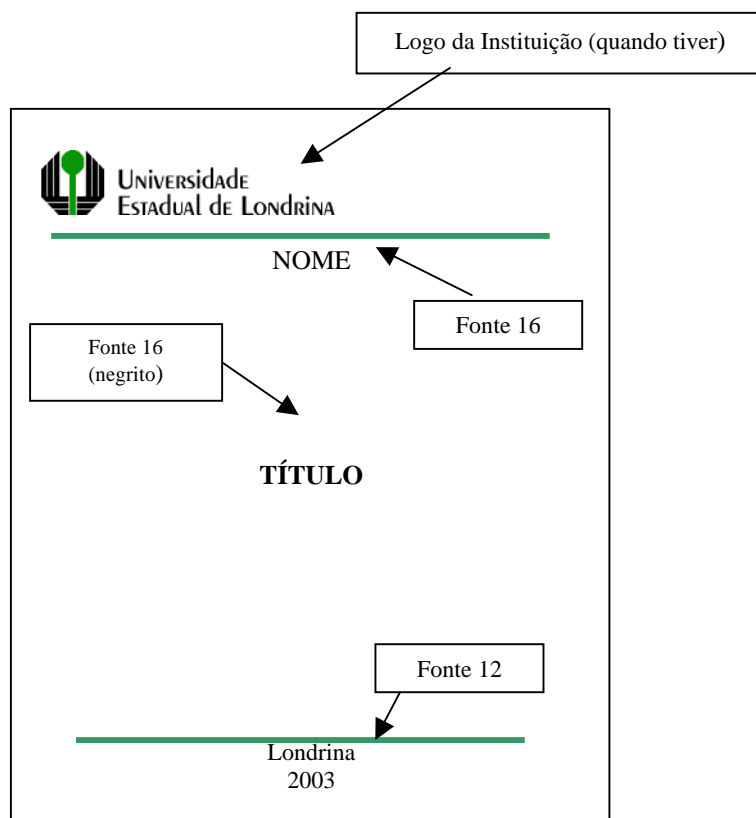 Logo da Instituição (quando tiver)
Universidade
Estadual de Londrina
NOME
Fonte 16
Fonte 16
(negrito)
TÍTULO
Fonte 12
Londrina
2003